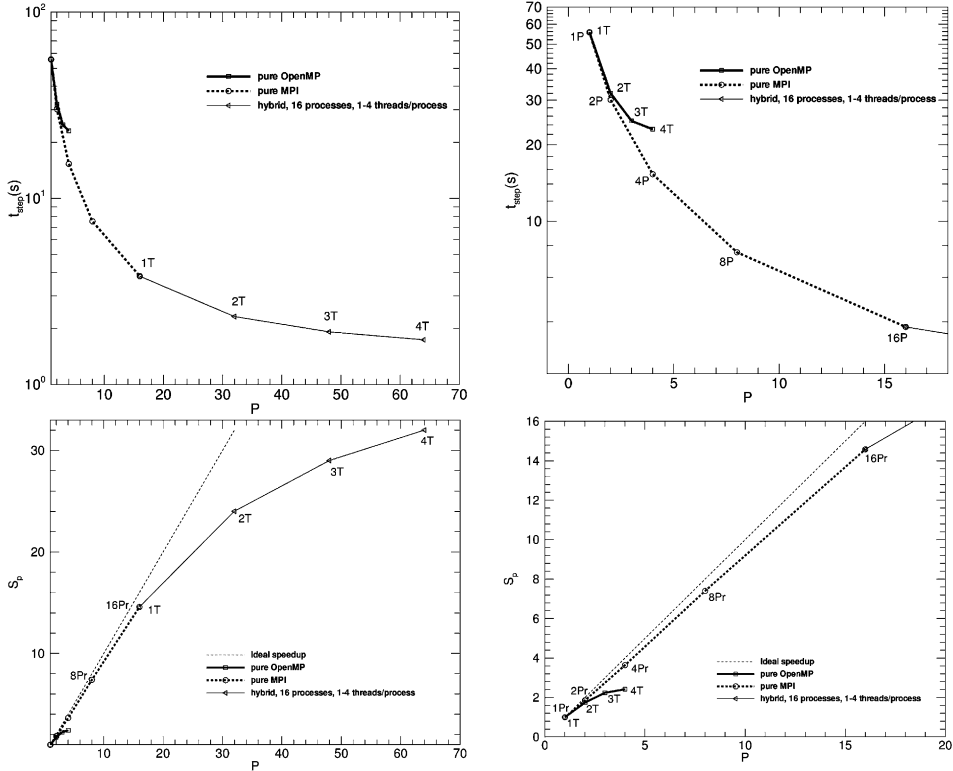 10²
pure OpenMP
pure MPI
hybrid, 16 processes, 1-4 threads/process
t_step(s)
10¹
1T
2T
3T
4T
10⁰
10
20
30
40
50
60
70
P
70
60
50
40
30
20
10
t_step(s)
1P
1T
pure OpenMP
pure MPI
hybrid, 16 processes, 1-4 threads/process
2T
2P
3T
4T
4P
8P
16P
0
5
10
15
P
30
20
10
S_p
4T
3T
2T
16Pr
1T
8Pr
Ideal speedup
pure OpenMP
pure MPI
hybrid, 16 processes, 1-4 threads/process
10
20
30
40
50
60
70
P
16
14
12
10
8
6
4
2
0
S_p
16Pr
8Pr
4Pr
2Pr
1Pr
1T
2T
3T
4T
Ideal speedup
pure OpenMP
pure MPI
hybrid, 16 processes, 1-4 threads/process
0
5
10
15
20
P